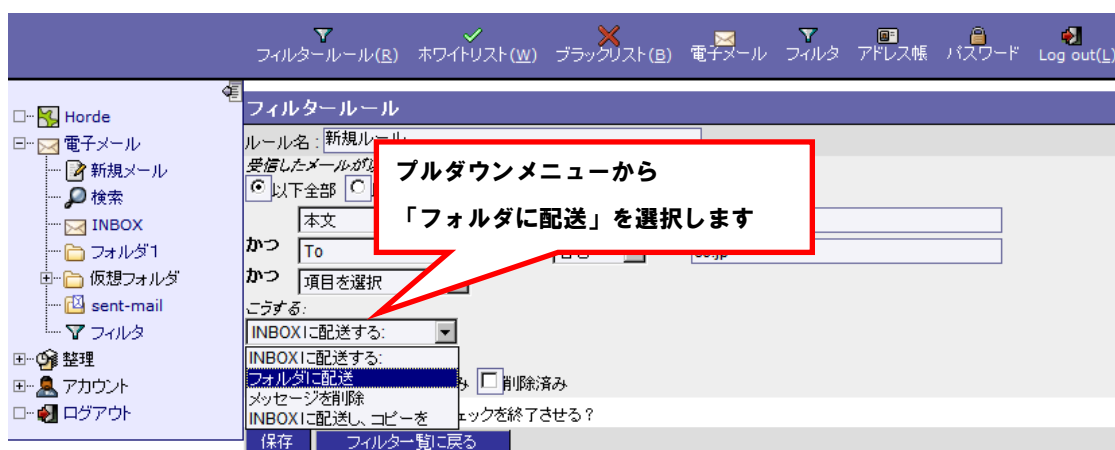 フィルタールール(R) ホワイトリスト(W) ブラックリスト(B) 電子メール フィルタ アドレス帳 パスワード Log out(L)
Horde
電子メール
新規メール
検索
INBOX
フォルダ1
仮想フォルダ
sent-mail
フィルタ
整理
アカウント
ログアウト
フィルタールール
ルール名 : 新規ルール
受信したメールが
以下全部
プルダウンメニューから
「フォルダに配送」を選択します
本文
かつ To
かつ 項目を選択
こうする:
INBOXに配送する:
INBOXに配送する:
フォルダに配送
メッセージを削除
INBOXに配送し、コピーを
み 削除済み
ェックを終了させる?
保存 フィルター覧に戻る